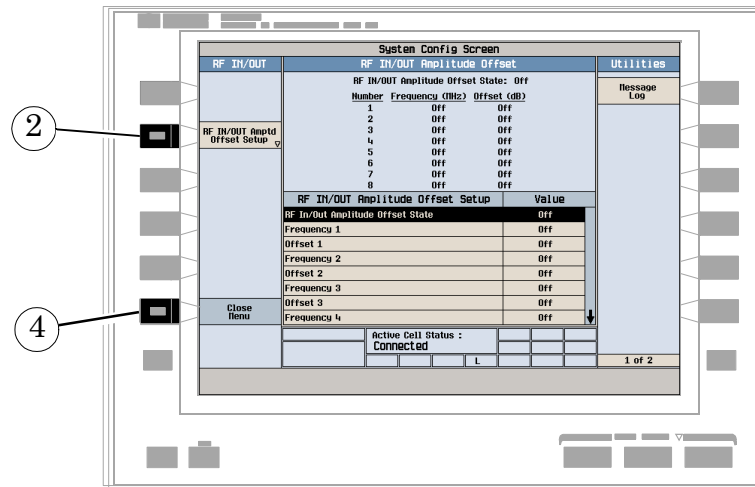 System Config Screen
RF IN/OUT
RF IN/OUT Amplitude Offset
Utilities
RF IN/OUT Amplitude Offset State: Off
Number Frequency (MHz) Offset (dB)
1 Off Off
2 Off Off
3 Off Off
4 Off Off
5 Off Off
6 Off Off
7 Off Off
8 Off Off
Message
Log
2
RF IN/OUT Amptd
Offset Setup
RF IN/OUT Amplitude Offset Setup Value
RF In/Out Amplitude Offset State Off
Frequency 1 Off
Offset 1 Off
Frequency 2 Off
Offset 2 Off
Frequency 3 Off
Offset 3 Off
Frequency 4 Off
4
Close
Menu
Active Cell Status :
Connected
L
1 of 2